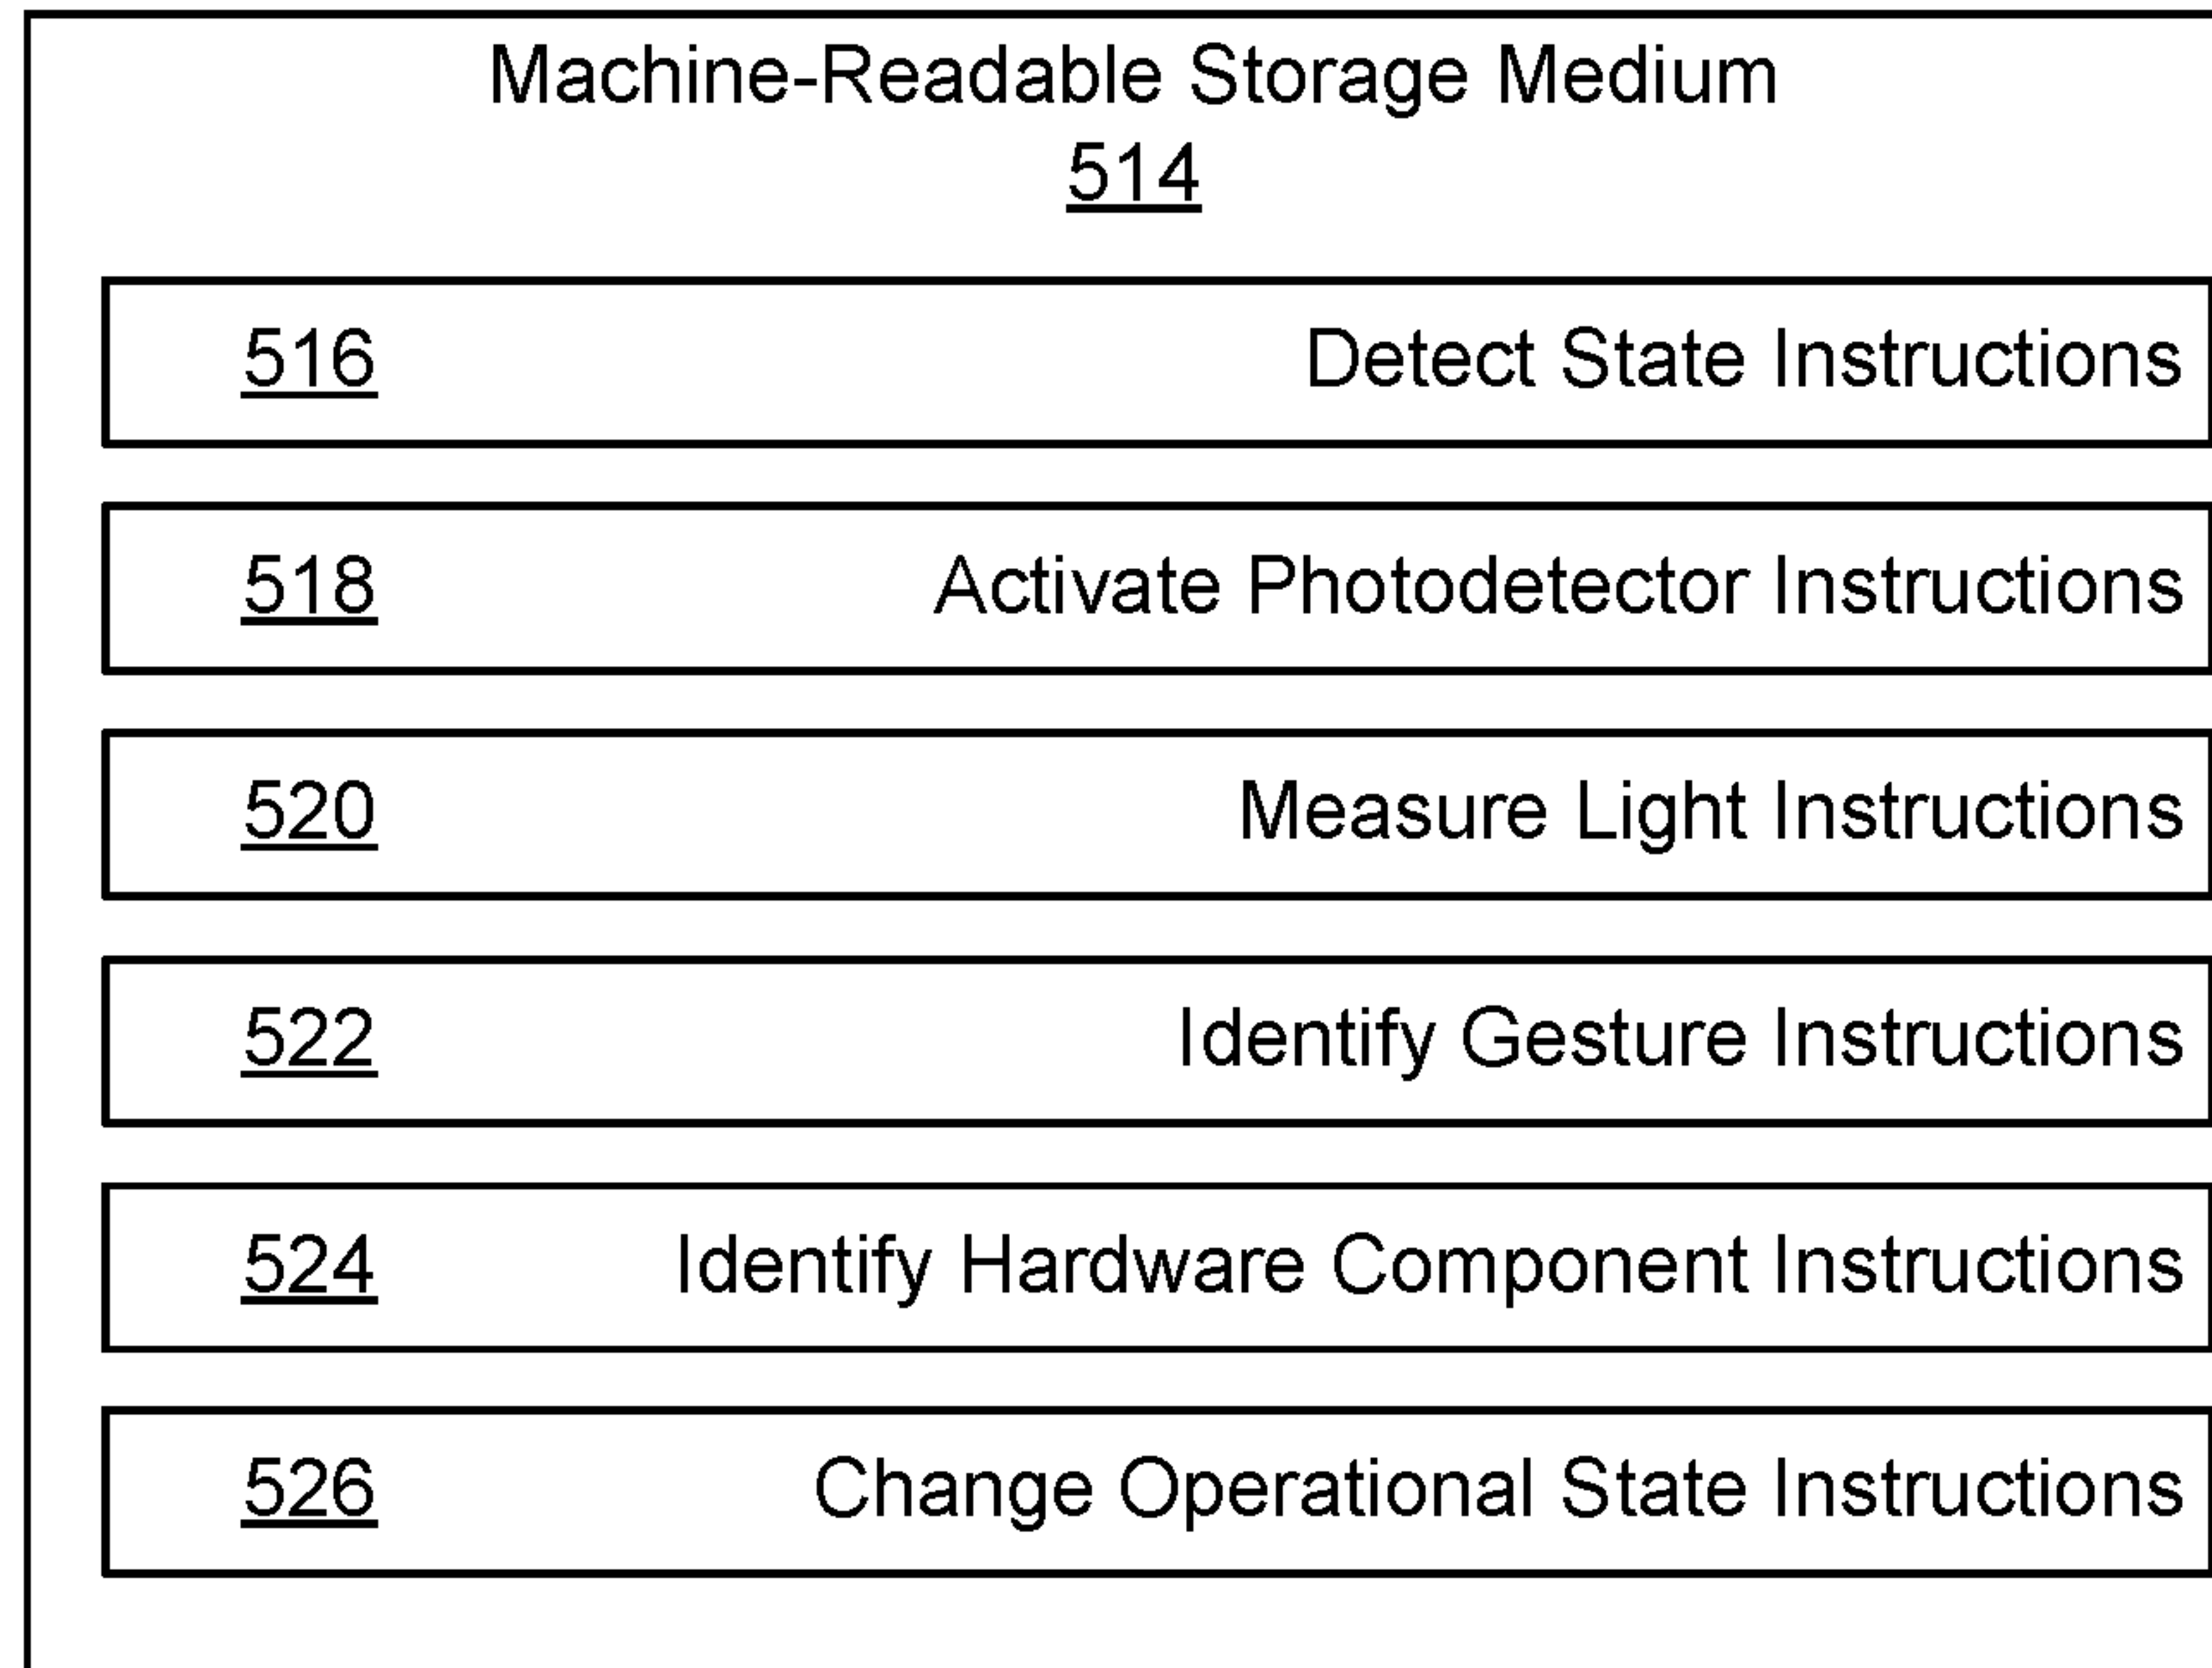 Machine-Readable Storage Medium
514
516 Detect State Instructions
518 Activate Photodetector Instructions
520 Measure Light Instructions
522 Identify Gesture Instructions
524 Identify Hardware Component Instructions
526 Change Operational State Instructions